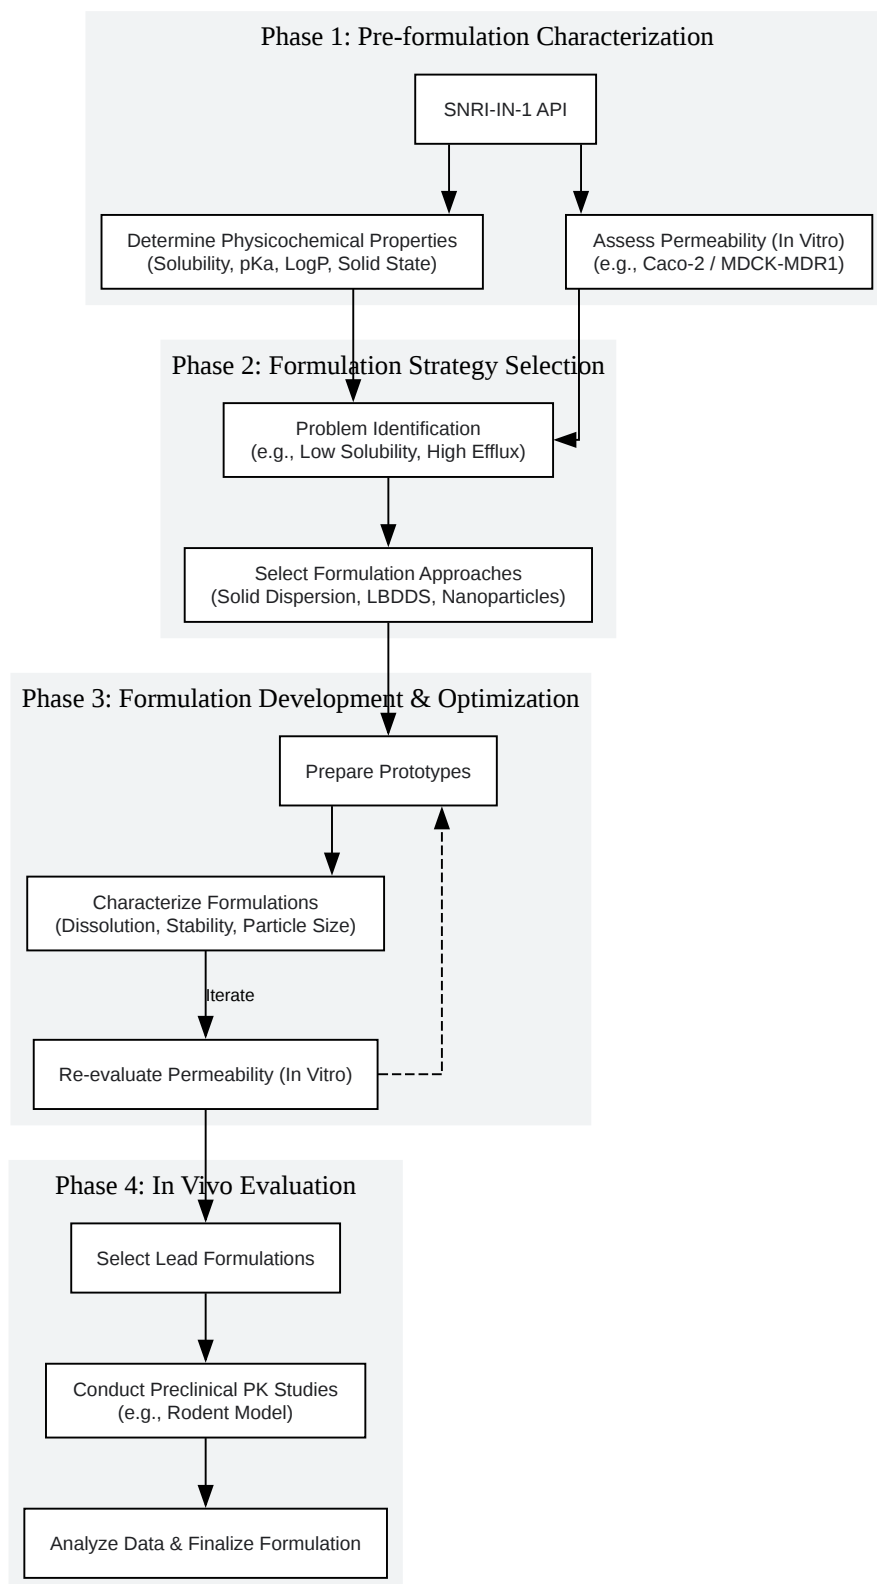 Phase 1: Pre-formulation Characterization
SNRI-IN-1 API
Determine Physicochemical Properties
(Solubility, pKa, LogP, Solid State)
Assess Permeability (In Vitro)
(e.g., Caco-2 / MDCK-MDR1)
Phase 2: Formulation Strategy Selection
Problem Identification
(e.g., Low Solubility, High Efflux)
Select Formulation Approaches
(Solid Dispersion, LBDDS, Nanoparticles)
Phase 3: Formulation Development & Optimization
Prepare Prototypes
Characterize Formulations
(Dissolution, Stability, Particle Size)
Iterate
Re-evaluate Permeability (In Vitro)
Phase 4: In Vivo Evaluation
Select Lead Formulations
Conduct Preclinical PK Studies
(e.g., Rodent Model)
Analyze Data & Finalize Formulation